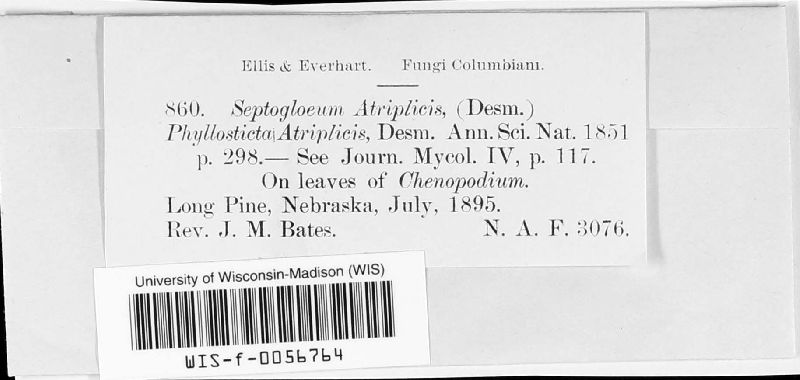 Ellis & Everhart. Fungi Columbiani.
860. Septogloeum Atriplicis, (Desm.)
Phyllosticta Atriplicis, Desm. Ann. Sci. Nat. 1851
p. 298.— See Journ. Mycol. IV, p. 117.
On leaves of Chenopodium.
Long Pine, Nebraska, July, 1895.
Rev. J. M. Bates. N. A. F. 3076.
University of Wisconsin-Madison (WIS)
WIS-f-0056764